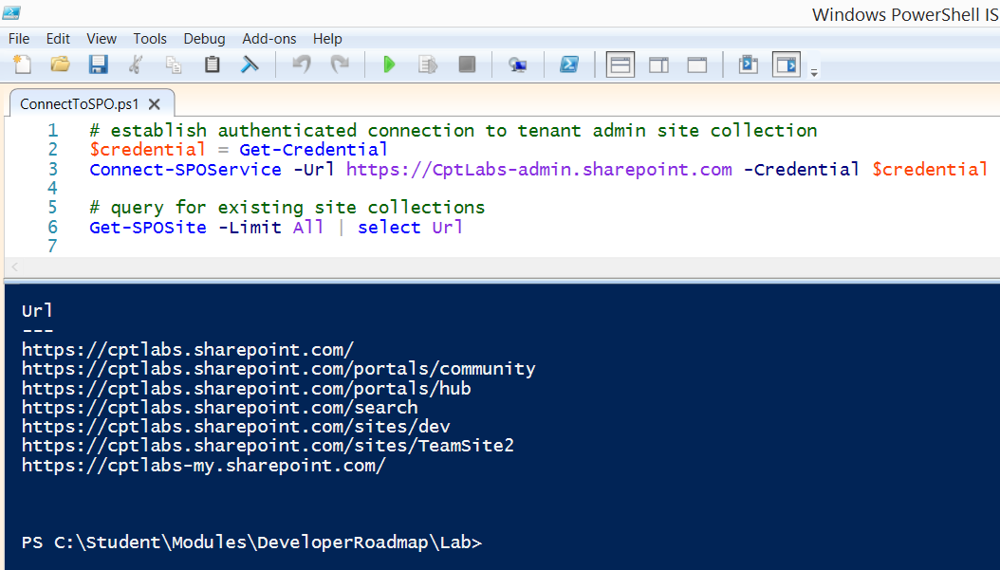 Windows PowerShell IS
File Edit View Tools Debug Add-ons Help
ConnectToSPO.ps1
1 # establish authenticated connection to tenant admin site collection
2 $credential = Get-Credential
3 Connect-SPOService -Url https://CptLabs-admin.sharepoint.com -Credential $credential
4
5 # query for existing site collections
6 Get-SPOSite -Limit All | select Url
7
Url
---
https://cptlabs.sharepoint.com/
https://cptlabs.sharepoint.com/portals/community
https://cptlabs.sharepoint.com/portals/hub
https://cptlabs.sharepoint.com/search
https://cptlabs.sharepoint.com/sites/dev
https://cptlabs.sharepoint.com/sites/TeamSite2
https://cptlabs-my.sharepoint.com/
PS C:\Student\Modules\DeveloperRoadmap\Lab>